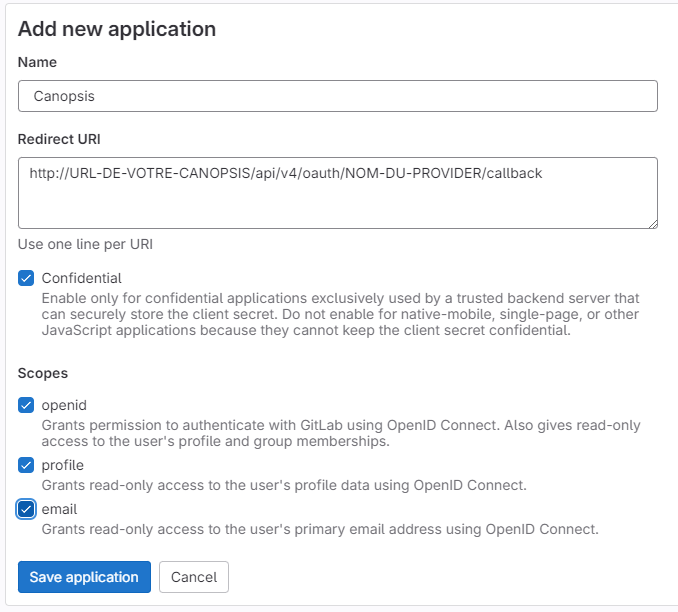 Add new application
Name
Canopsis
Redirect URI
http://URL-DE-VOTRE-CANOPSIS/api/v4/oauth/NOM-DU-PROVIDER/callback
Use one line per URI
Confidential
Enable only for confidential applications exclusively used by a trusted backend server that
can securely store the client secret. Do not enable for native-mobile, single-page, or other
JavaScript applications because they cannot keep the client secret confidential.
Scopes
openid
Grants permission to authenticate with GitLab using OpenID Connect. Also gives read-only
access to the user's profile and group memberships.
profile
Grants read-only access to the user's profile data using OpenID Connect.
email
Grants read-only access to the user's primary email address using OpenID Connect.
Save application Cancel